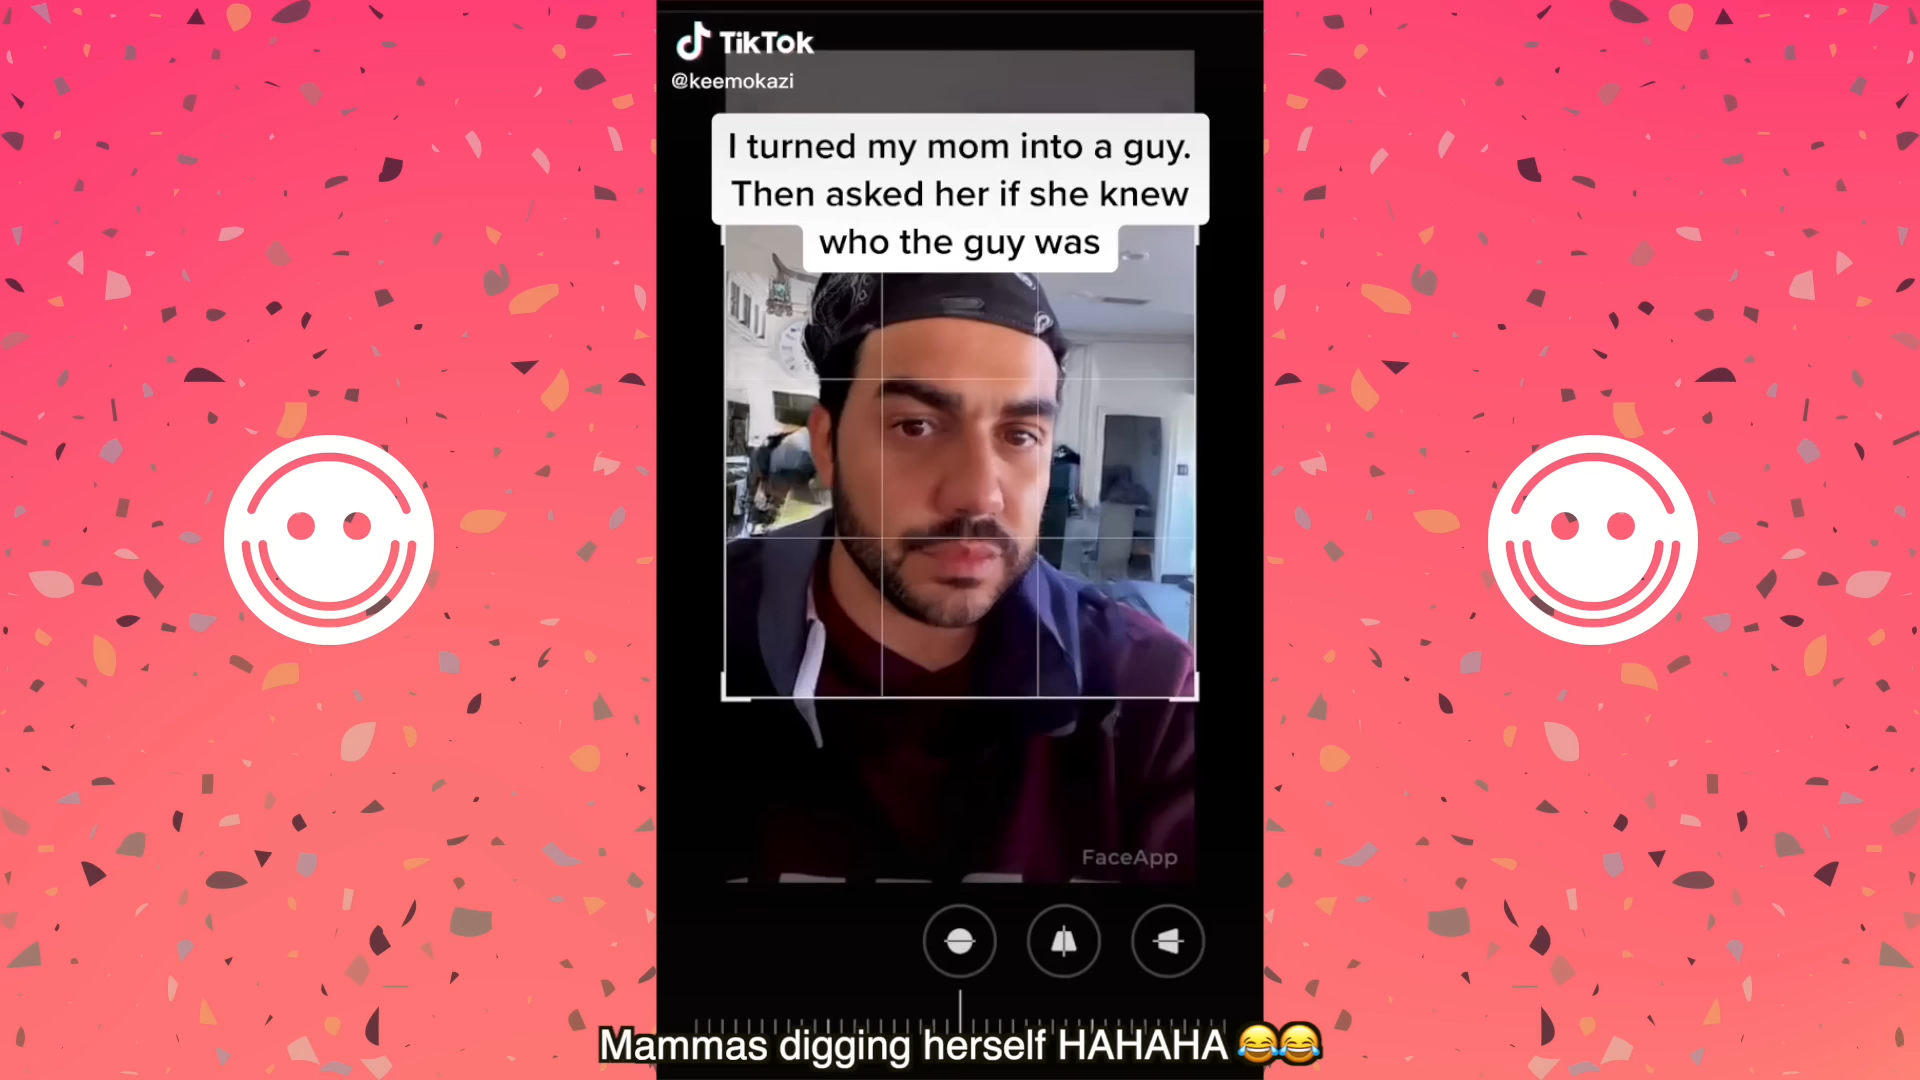 TikTok
@keemokazi
I turned my mom into a guy.
Then asked her if she knew
who the guy was
FaceApp
Mammas digging herself HAHAHA 😂😂